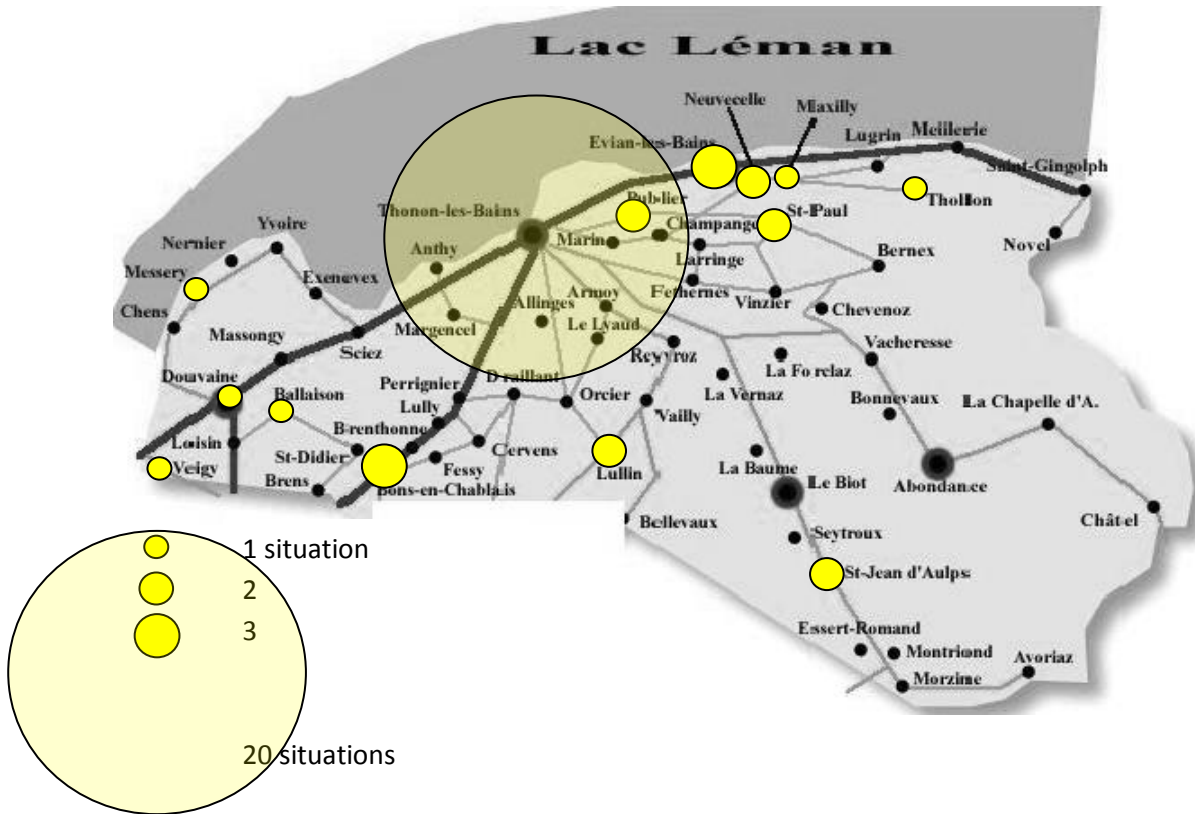 Lac Léman
Neuvecelle
Maxilly
Lugrin
Meillerie
Evian-les-Bains
Saint-Gingolph
Publier
St-Paul
Thollon
Thonon-les-Bains
Champange
Yvoire
Marin
Nernier
Anthy
Larringe
Bernex
Novel
Messery
Exenevex
Féthernes
Armoy
Vinzier
Chens
Allinges
Chevenoz
Massongy
Margencel
Le Lyaud
Sciez
Reyvroz
Vacheresse
Douvaine
Perrignier
Draillant
La Forclaz
Ballaison
Orcier
La Vernaz
Bonnevaux
La Chapelle d'A.
Lully
Vailly
Brenthonne
Loisin
St-Didier
Cervens
Veigy
Fessy
Lullin
La Baume
Brens
Le Biot
Abondance
Bons-en-Chablais
Bellevaux
Châtel
Seytroux
1 situation
St-Jean d'Aulps
2
3
Essert-Romand
Montriond
Avoriaz
Morzine
20 situations